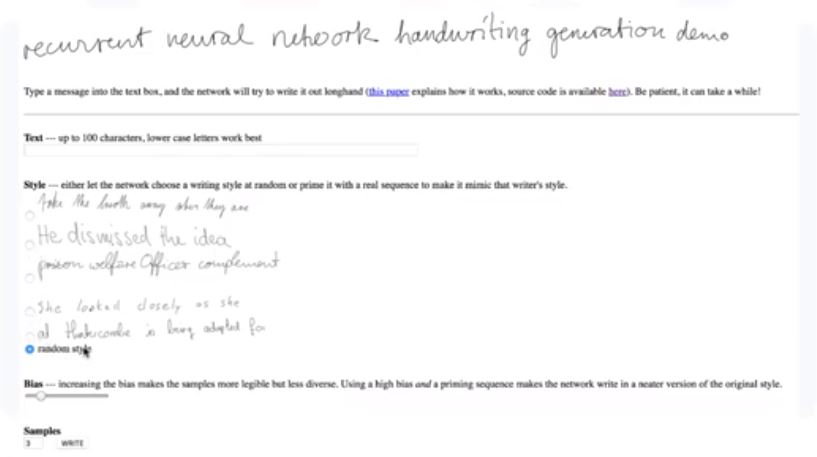 recurrent neural network handwriting generation demo
Type a message into the text box, and the network will try to write it out longhand (this paper explains how it works, source code is available here). Be patient, it can take a while!
Text --- up to 100 characters, lower case letters work best
Style --- either let the network choose a writing style at random or prime it with a real sequence to make it mimic that writer's style.
the away when they are
He dismissed the idea
prison welfare Officer complement
She looked closely as she
at is being adapted for
random style
Bias --- increasing the bias makes the samples more legible but less diverse. Using a high bias and a priming sequence makes the network write in a neater version of the original style.
Samples
3 WRITE